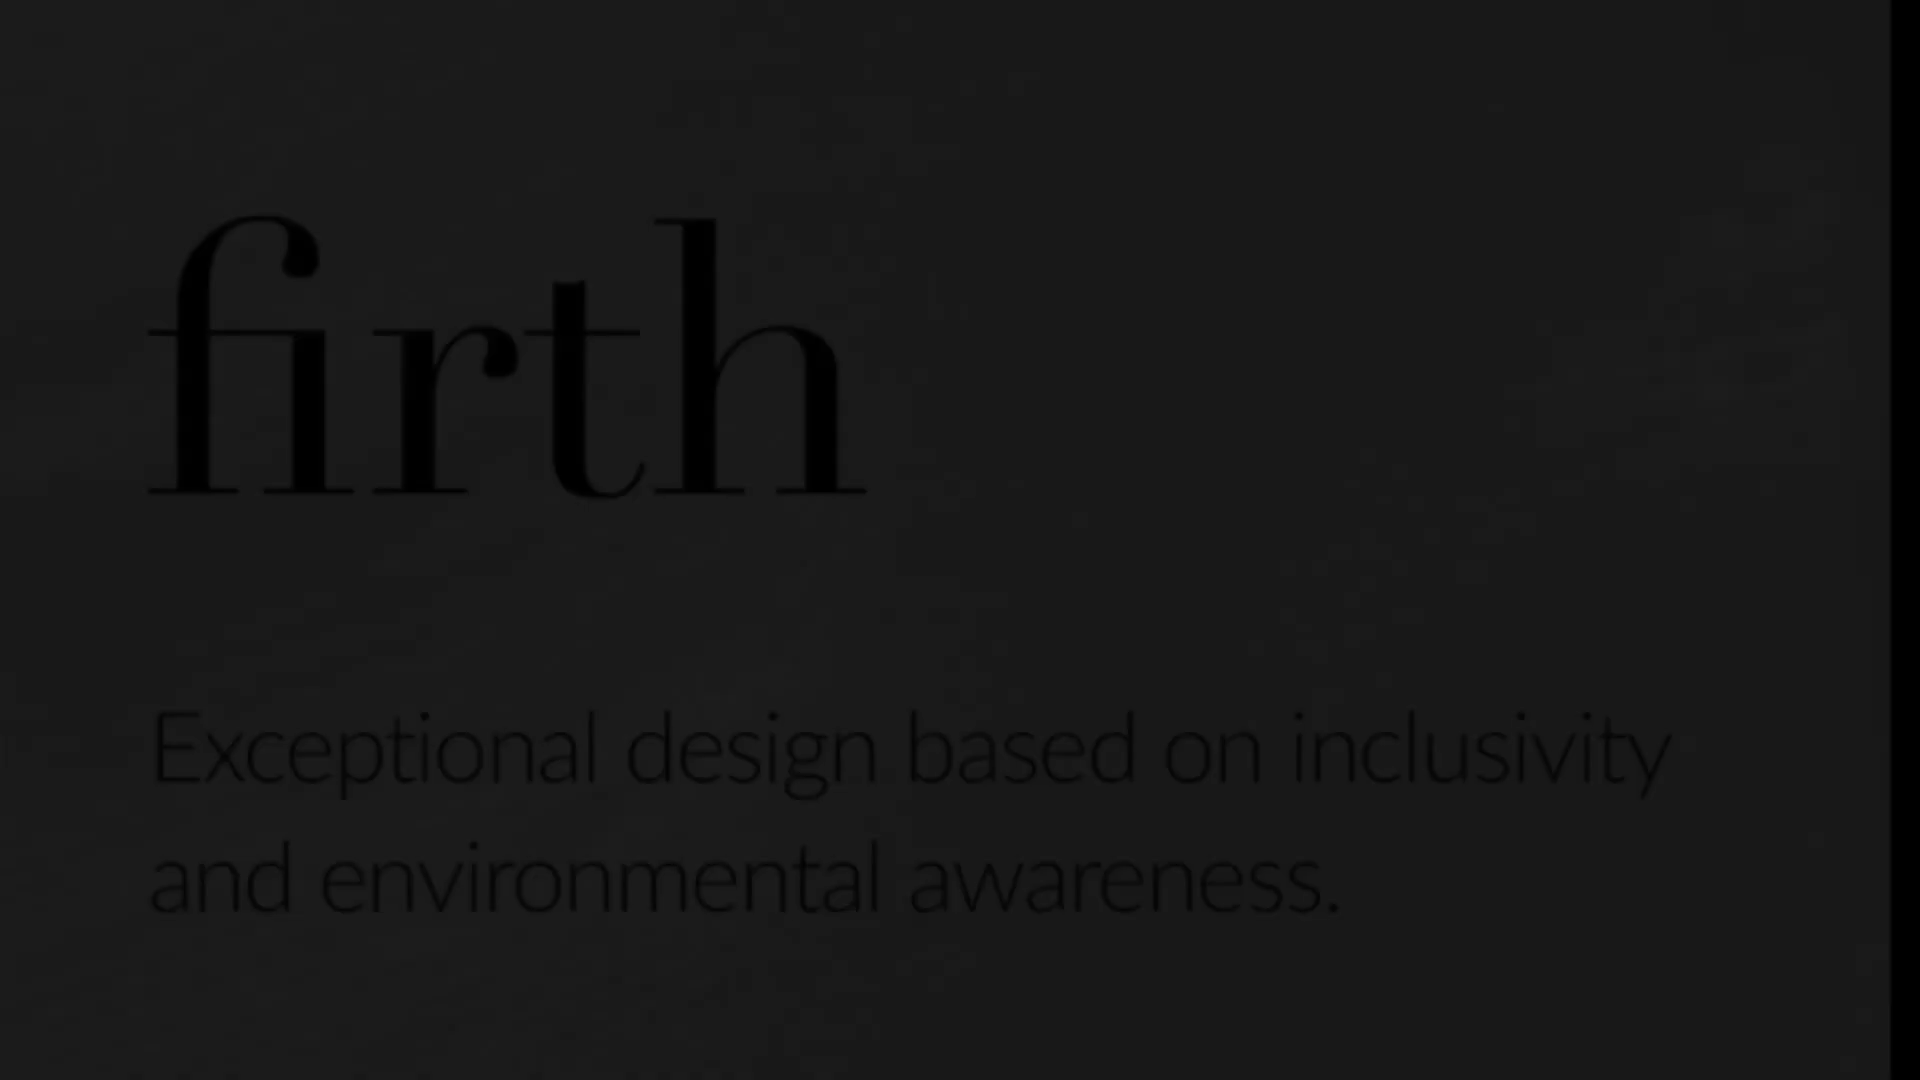 firth
Exceptional design based on inclusivity
and environmental awareness.